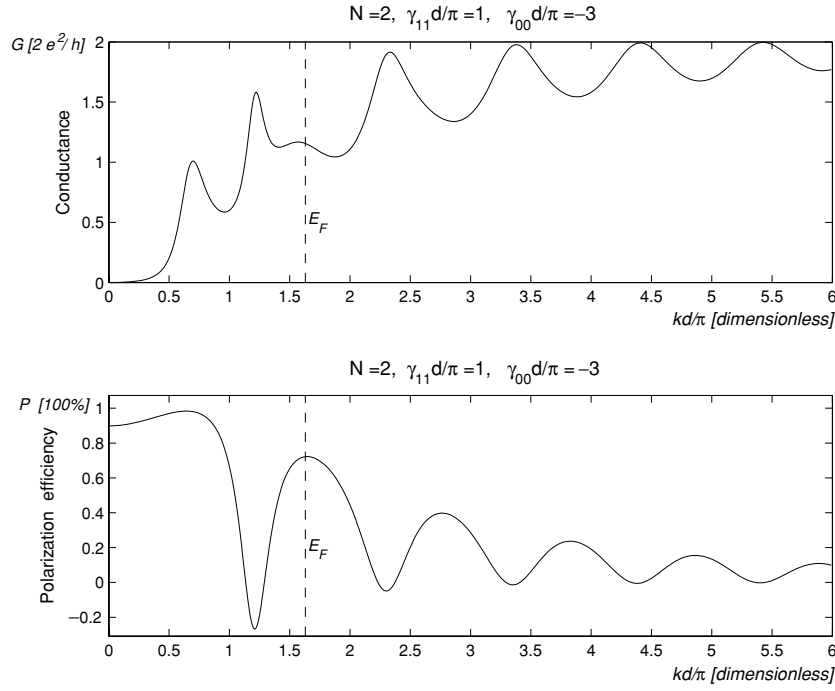 N =2, γ₁₁d/π =1, γ₀₀d/π =−3
G [2 e²/ h]
2
1.5
1
0.5
0
Conductance
E_F
0 0.5 1 1.5 2 2.5 3 3.5 4 4.5 5 5.5 6
kd/π [dimensionless]
N =2, γ₁₁d/π =1, γ₀₀d/π =−3
P [100%]
1
0.8
0.6
0.4
0.2
0
−0.2
Polarization efficiency
E_F
0 0.5 1 1.5 2 2.5 3 3.5 4 4.5 5 5.5 6
kd/π [dimensionless]